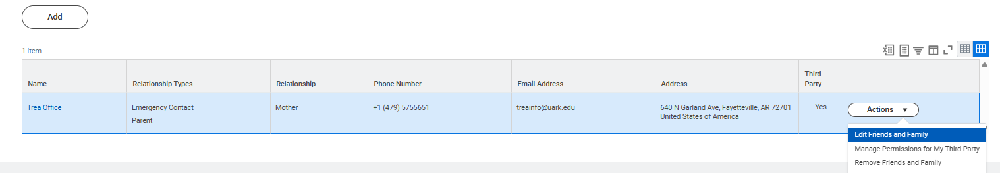 Add
1 item
Name
Relationship Types
Relationship
Phone Number
Email Address
Address
Third
Party
Trea Office
Emergency Contact
Parent
Mother
+1 (479) 5755651
treainfo@uark.edu
640 N Garland Ave, Fayetteville, AR 72701
United States of America
Yes
Actions
Edit Friends and Family
Manage Permissions for My Third Party
Remove Friends and Family